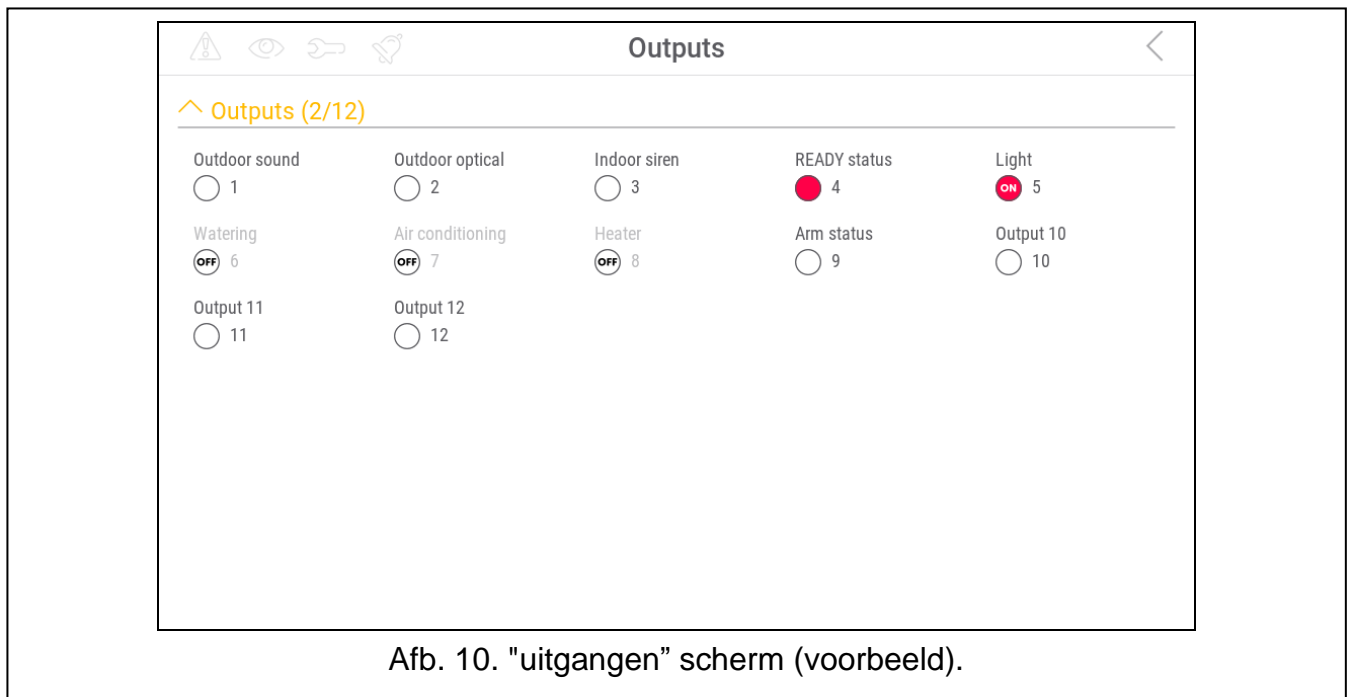 Outputs
Outputs (2/12)
Outdoor sound Outdoor optical Indoor siren READY status Light
1 2 3 4 ON 5
Watering Air conditioning Heater Arm status Output 10
OFF 6 OFF 7 OFF 8 9 10
Output 11 Output 12
11 12
Afb. 10. "uitgangen” scherm (voorbeeld).